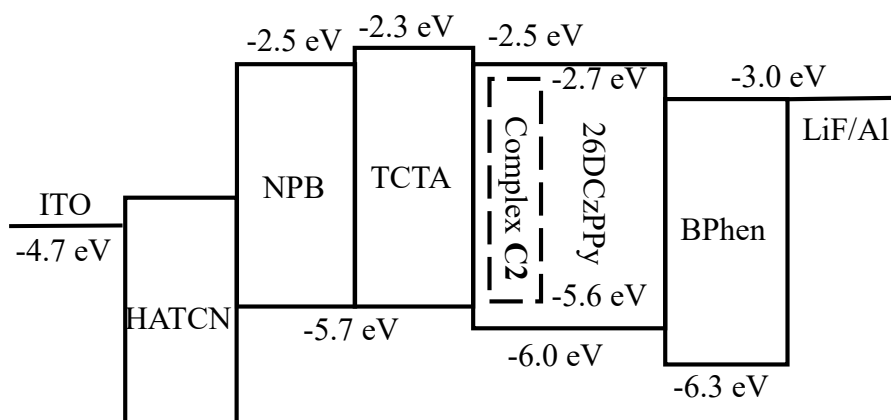 -2.5 eV
-2.3 eV
-2.5 eV
-2.7 eV
-3.0 eV
LiF/Al
ITO
-4.7 eV
HATCN
NPB
TCTA
Complex C2
26DCzPPy
BPhen
-5.6 eV
-5.7 eV
-6.0 eV
-6.3 eV